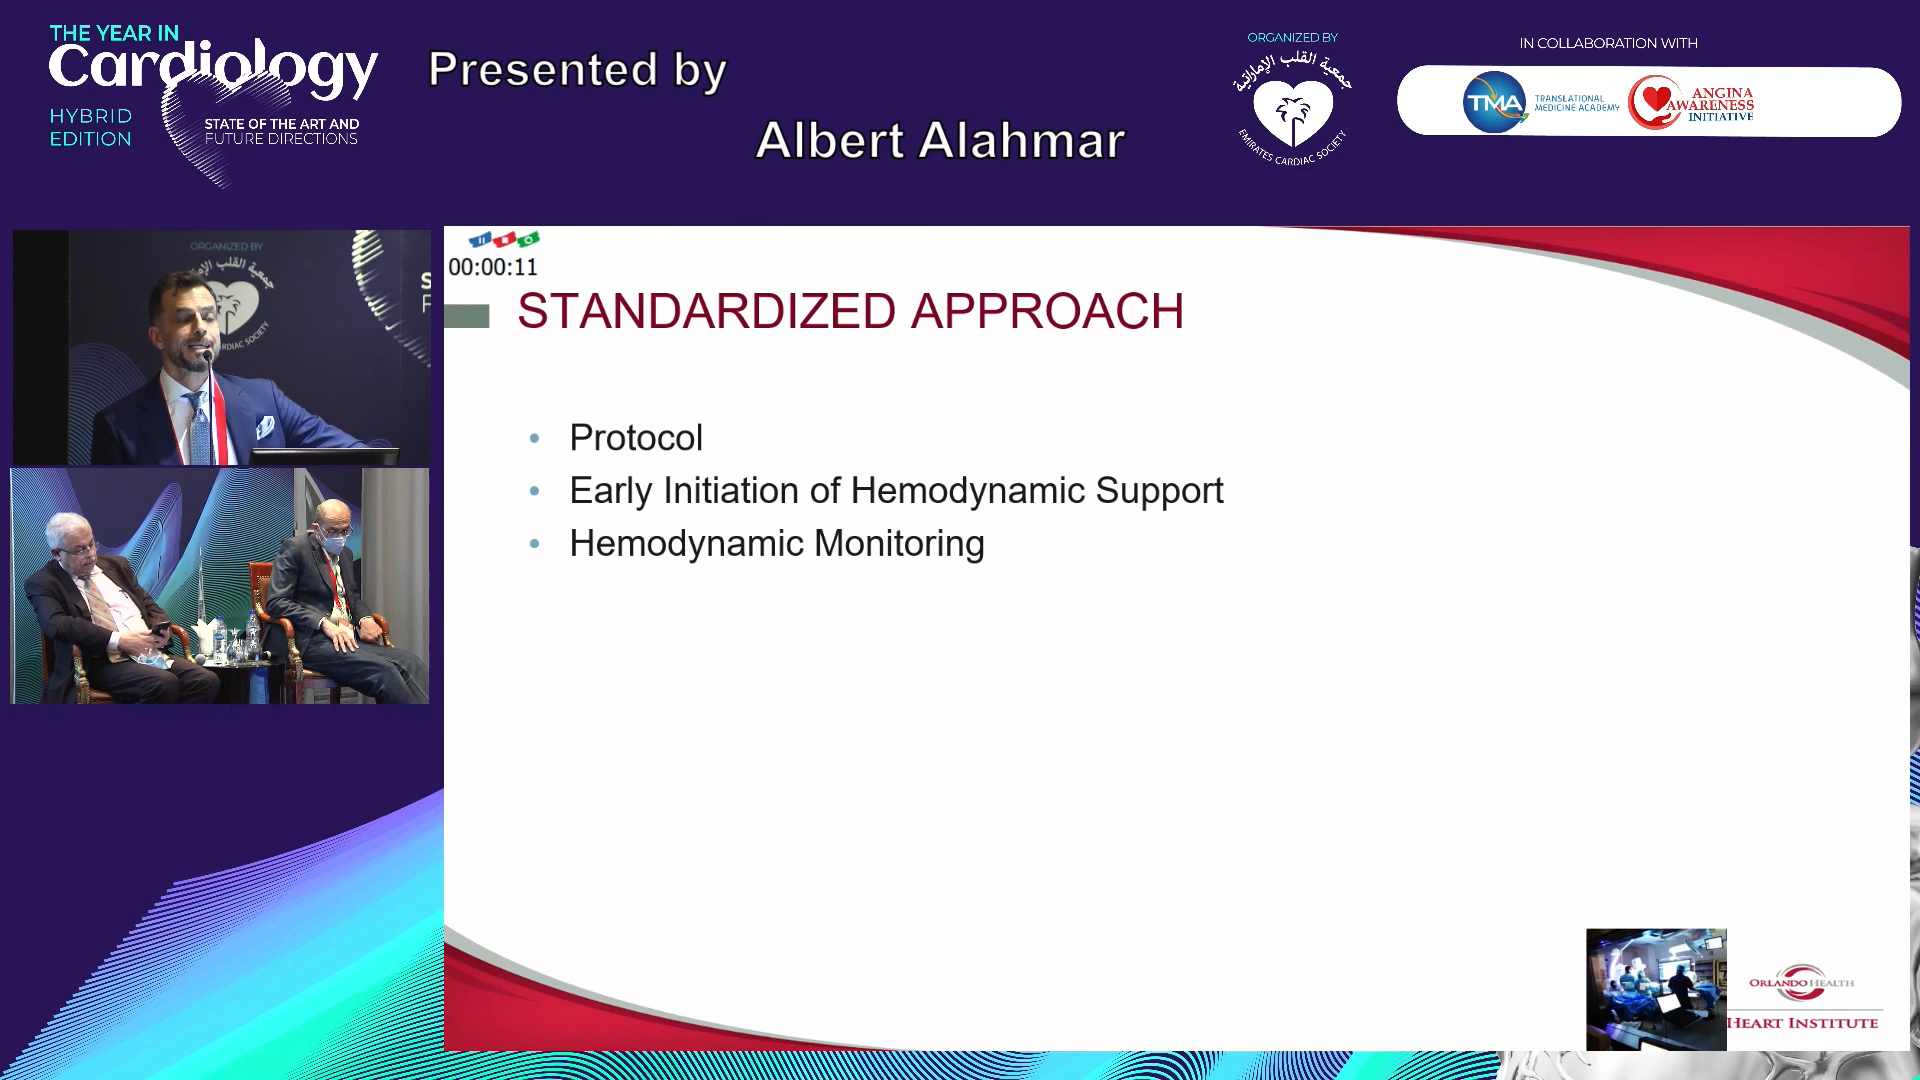 THE YEAR IN
Cardiology
HYBRID
EDITION
STATE OF THE ART AND
FUTURE DIRECTIONS
Presented by
Albert Alahmar
ORGANIZED BY
جمعية القلب الإماراتية
EMIRATES CARDIAC SOCIETY
IN COLLABORATION WITH
TMA
TRANSLATIONAL
MEDICINE ACADEMY
ANGINA
AWARENESS
INITIATIVE
ORGANIZED BY
00:00:11
STANDARDIZED APPROACH
• Protocol
• Early Initiation of Hemodynamic Support
• Hemodynamic Monitoring
ORLANDO HEALTH
HEART INSTITUTE